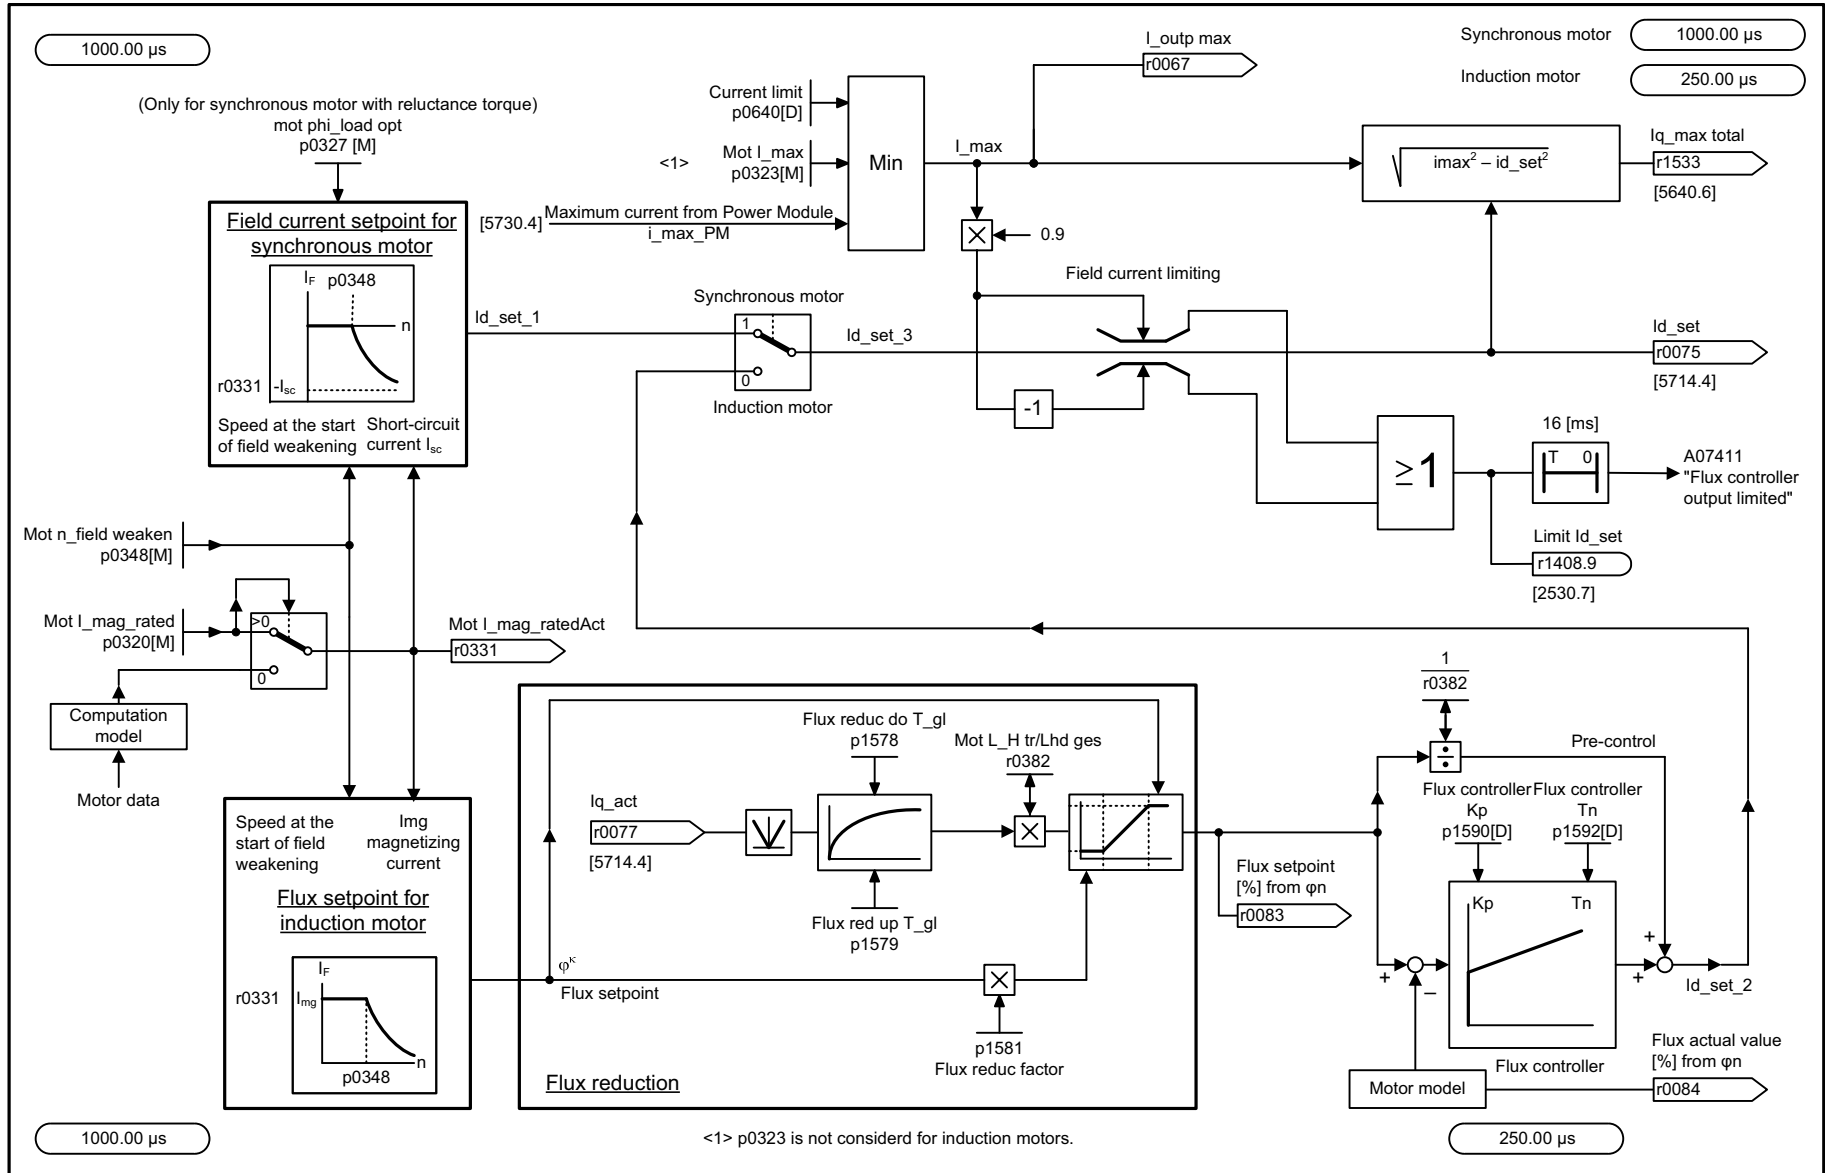 1000.00 µs
Synchronous motor
1000.00 µs
Induction motor
250.00 µs
I_outp max
r0067
(Only for synchronous motor with reluctance torque)
mot phi_load opt
p0327 [M]
Current limit
p0640[D]
<1>
Mot I_max
p0323[M]
[5730.4]
Maximum current from Power Module
i_max_PM
Min
I_max
√ imax² – id_set²
Iq_max total
r1533
[5640.6]
0.9
Field current setpoint for
synchronous motor
I_F p0348
n
r0331
-I_sc
Speed at the start
of field weakening
Short-circuit
current I_sc
Id_set_1
Synchronous motor
1
0
Induction motor
Id_set_3
Field current limiting
-1
Id_set
r0075
[5714.4]
≥1
16 [ms]
T 0
A07411
"Flux controller
output limited"
Limit Id_set
r1408.9
[2530.7]
Mot n_field weaken
p0348[M]
Mot I_mag_rated
p0320[M]
>0
0
Mot I_mag_ratedAct
r0331
Computation
model
Motor data
Speed at the
start of field
weakening
Img
magnetizing
current
Flux setpoint for
induction motor
I_F
r0331
I_mg
n
p0348
Flux reduc do T_gl
p1578
Mot L_H tr/Lhd ges
r0382
Iq_act
r0077
[5714.4]
Flux red up T_gl
p1579
φᴷ
Flux setpoint
p1581
Flux reduc factor
Flux reduction
Flux setpoint
[%] from φn
r0083
1
r0382
÷
Pre-control
Flux controller
Kp
p1590[D]
Flux controller
Tn
p1592[D]
Kp
Tn
+
–
+
+
Id_set_2
Flux controller
Motor model
Flux actual value
[%] from φn
r0084
1000.00 µs
<1> p0323 is not considerd for induction motors.
250.00 µs